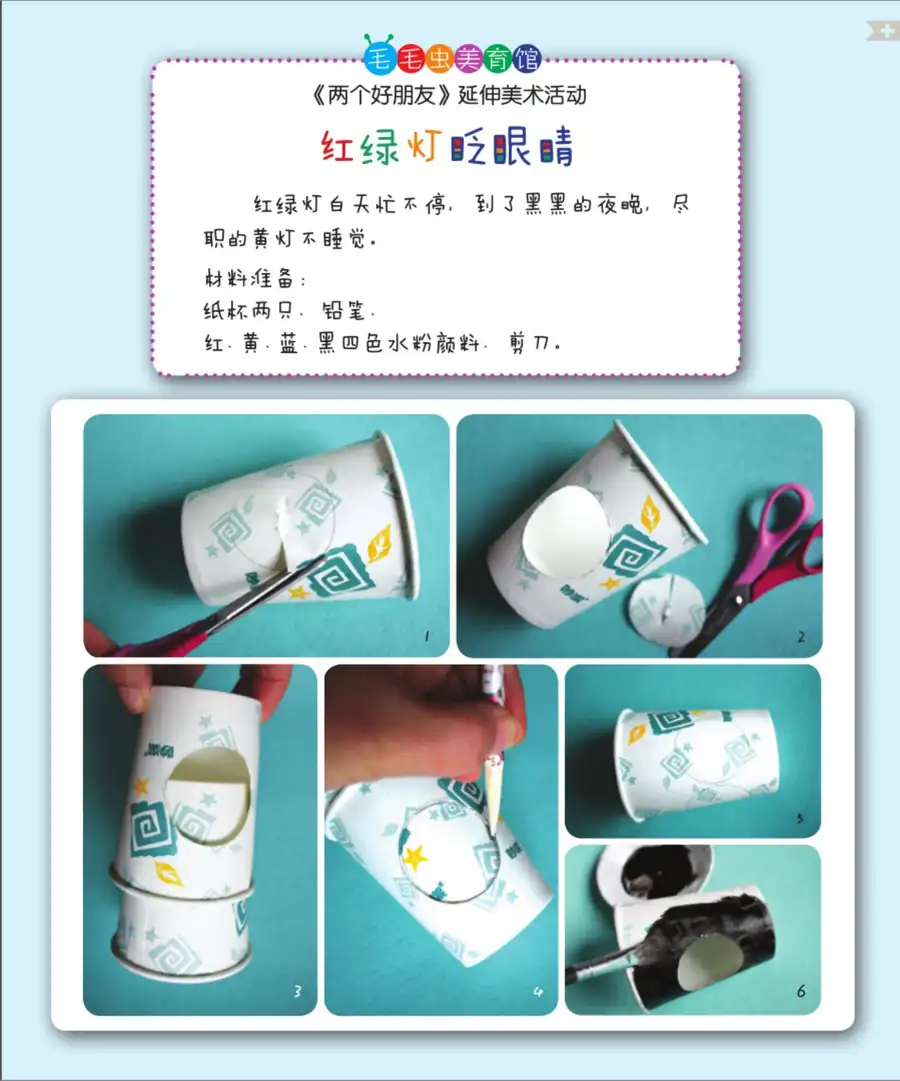 毛毛虫美育馆
《两个好朋友》延伸美术活动
红绿灯眨眼睛
红绿灯白天忙不停，到了黑黑的夜晚，尽
职的黄灯不睡觉。
材料准备：
纸杯两只、铅笔、
红、黄、蓝、黑四色水粉颜料、剪刀。
1
2
3
4
5
6